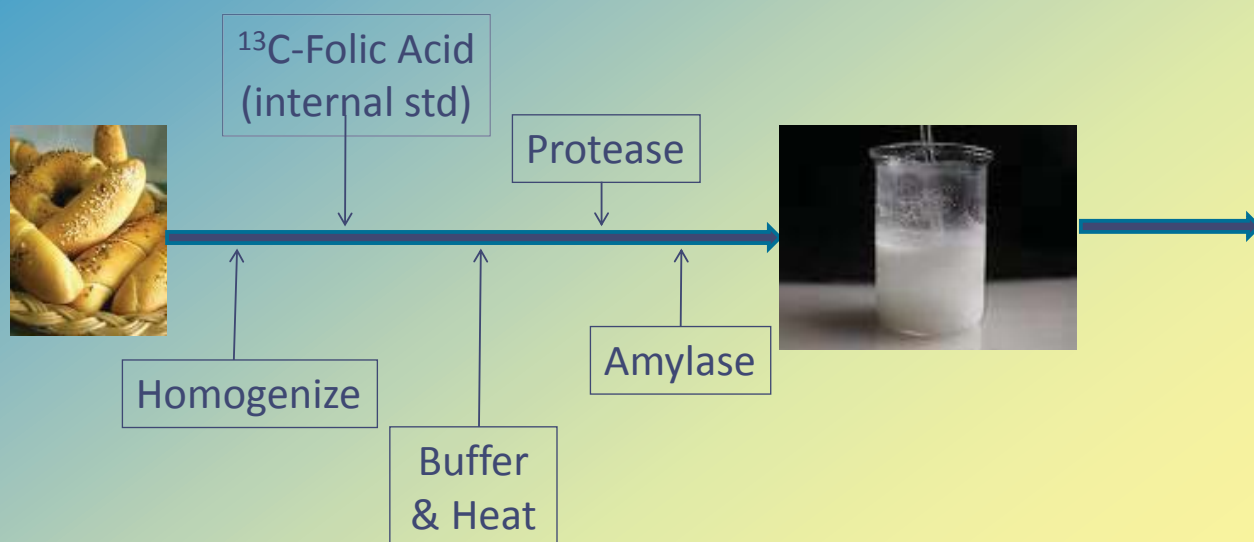 ¹³C-Folic Acid
(internal std)
Protease
Homogenize
Amylase
Buffer
& Heat